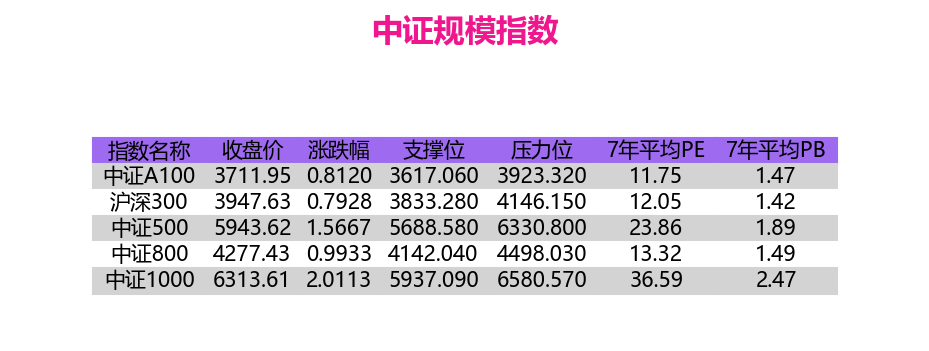 中证规模指数
指数名称 收盘价 涨跌幅 支撑位 压力位 7年平均PE 7年平均PB
中证A100 3711.95 0.8120 3617.060 3923.320 11.75 1.47
沪深300 3947.63 0.7928 3833.280 4146.150 12.05 1.42
中证500 5943.62 1.5667 5688.580 6330.800 23.86 1.89
中证800 4277.43 0.9933 4142.040 4498.030 13.32 1.49
中证1000 6313.61 2.0113 5937.090 6580.570 36.59 2.47